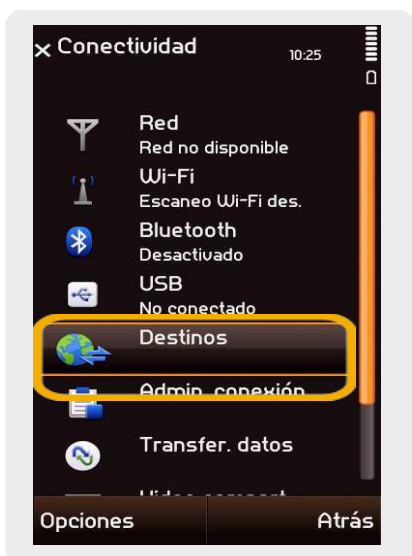 Conectividad
10:25
Red
Red no disponible
Wi-Fi
Escaneo Wi-Fi des.
Bluetooth
Desactivado
USB
No conectado
Destinos
Admin. conexión
Transfer. datos
Opciones
Atrás